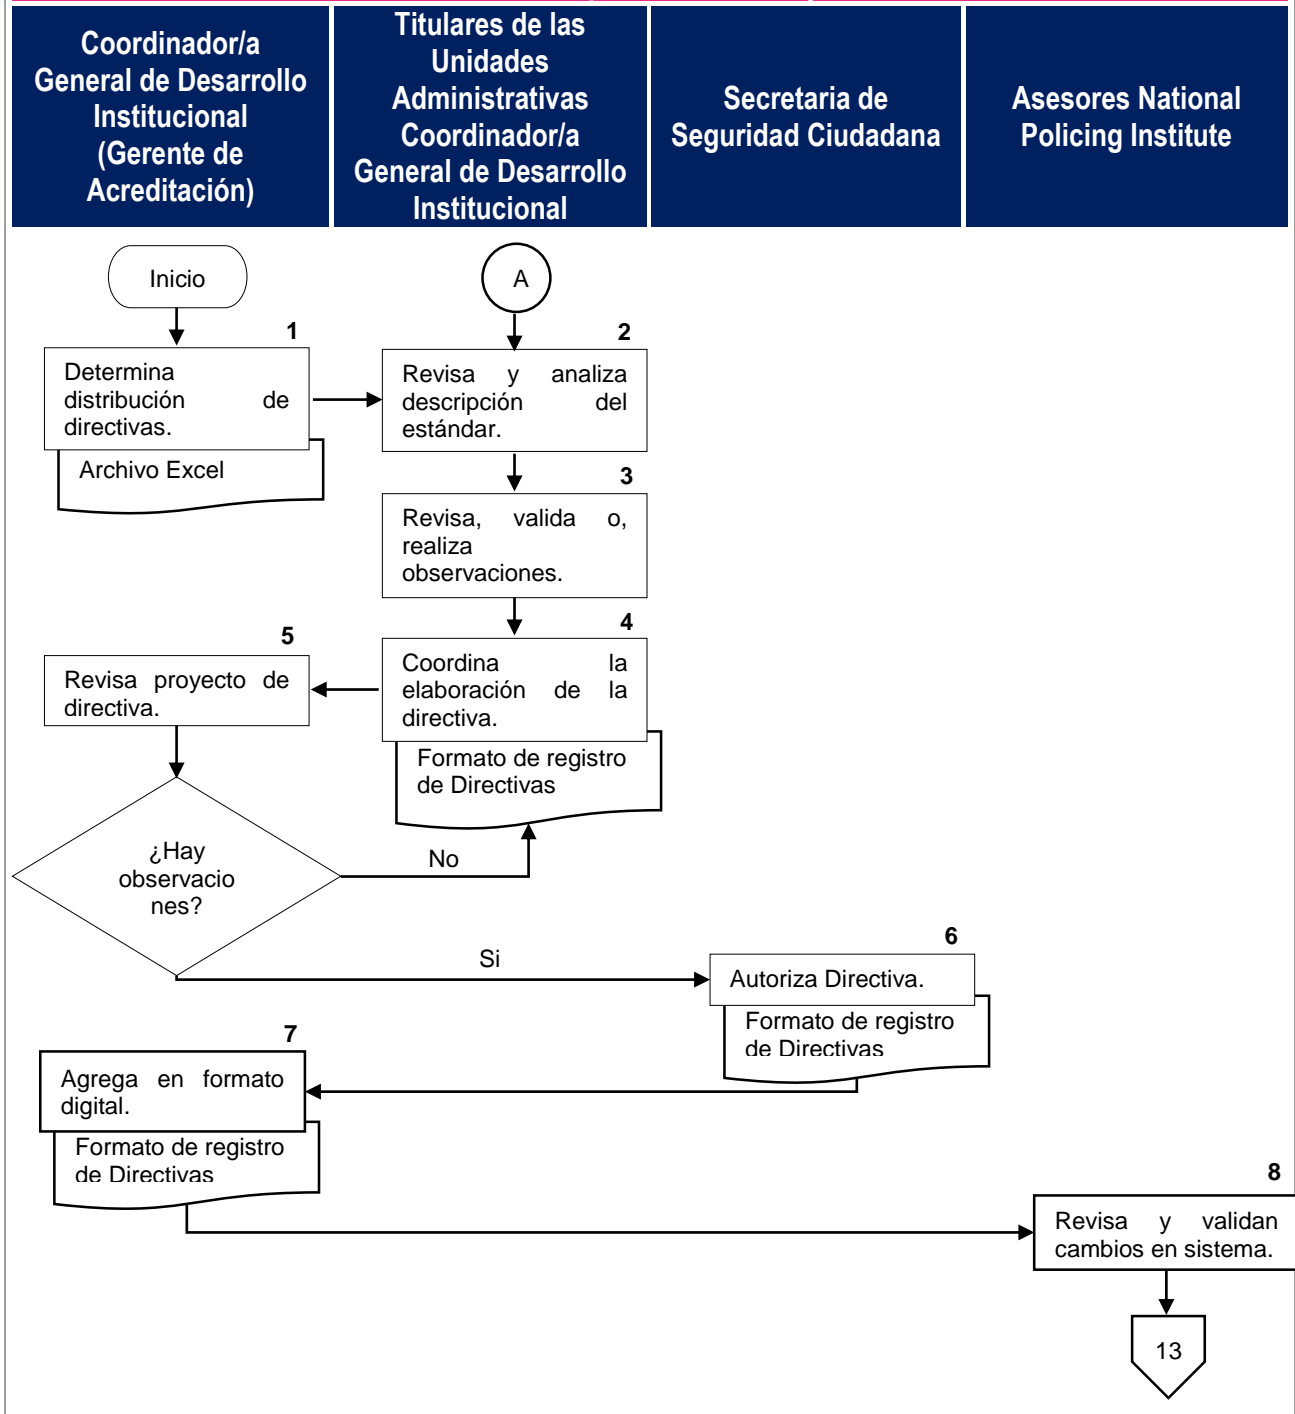 Coordinador/a
General de Desarrollo
Institucional
(Gerente de
Acreditación)
Titulares de las
Unidades
Administrativas
Coordinador/a
General de Desarrollo
Institucional
Secretaria de
Seguridad Ciudadana
Asesores National
Policing Institute
Inicio
A
1
Determina
distribución de
directivas.
Archivo Excel
2
Revisa y analiza
descripción del
estándar.
3
Revisa, valida o,
realiza
observaciones.
4
Coordina la
elaboración de la
directiva.
Formato de registro
de Directivas
5
Revisa proyecto de
directiva.
¿Hay
observacio
nes?
No
Si
6
Autoriza Directiva.
Formato de registro
de Directivas
7
Agrega en formato
digital.
Formato de registro
de Directivas
8
Revisa y validan
cambios en sistema.
13